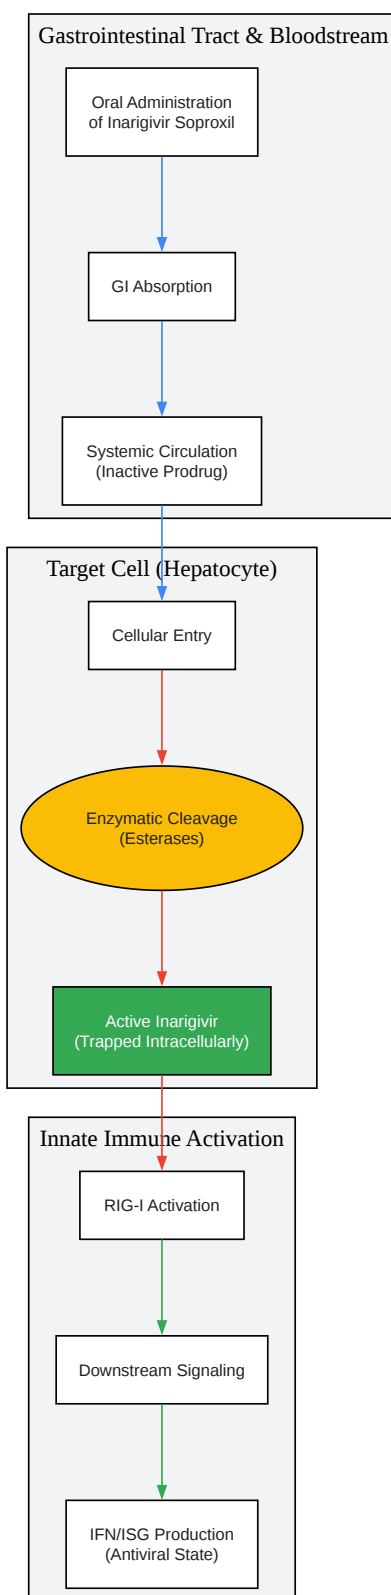 Gastrointestinal Tract & Bloodstream
Oral Administration
of Inarigivir Soproxil
GI Absorption
Systemic Circulation
(Inactive Prodrug)
Target Cell (Hepatocyte)
Cellular Entry
Enzymatic Cleavage
(Esterases)
Active Inarigivir
(Trapped Intracellularly)
Innate Immune Activation
RIG-I Activation
Downstream Signaling
IFN/ISG Production
(Antiviral State)